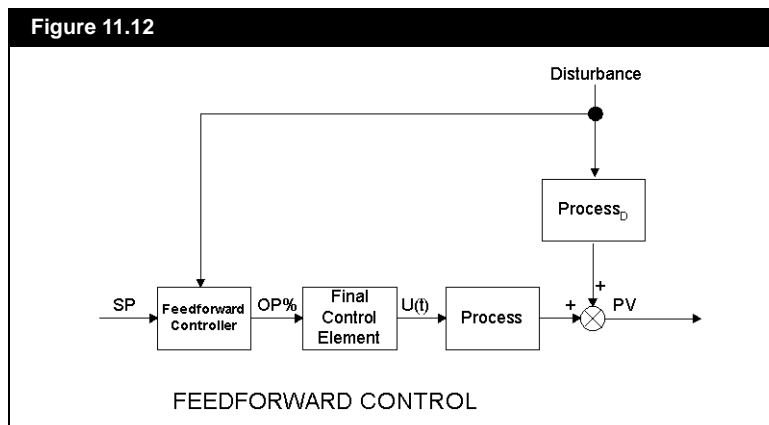 Figure 11.12
Disturbance
Process_D
+
SP
Feedforward
Controller
OP%
Final
Control
Element
U(t)
Process
+
PV
FEEDFORWARD CONTROL